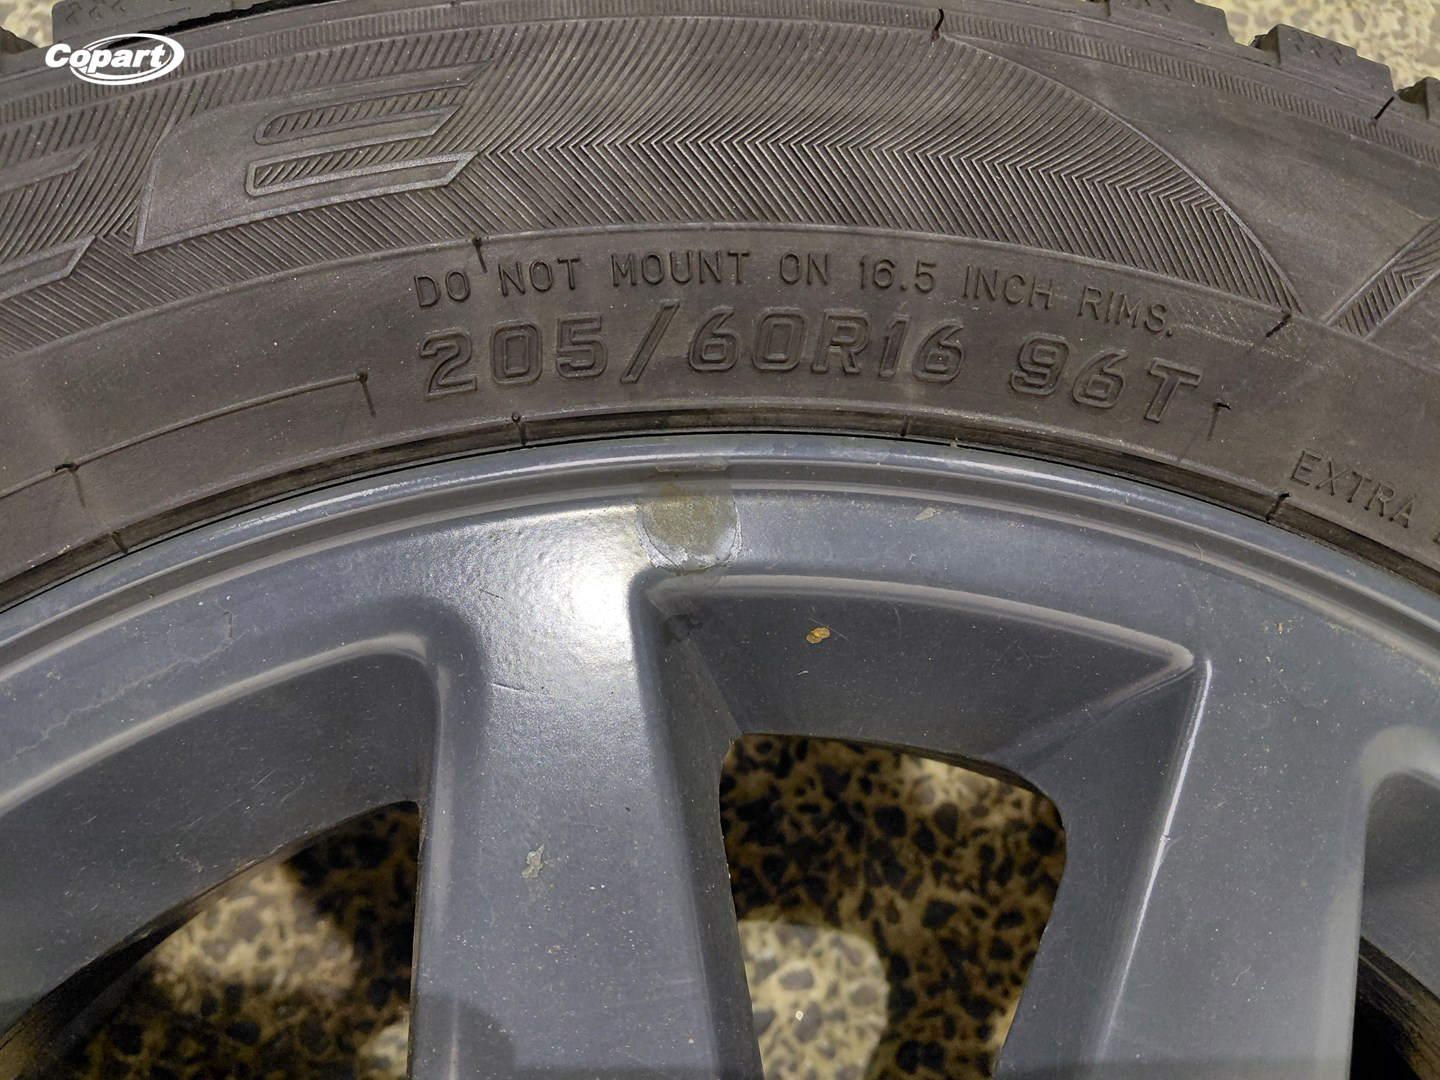 Copart
E
DO NOT MOUNT ON 16.5 INCH RIMS.
205/60R16 96T
EXTRA